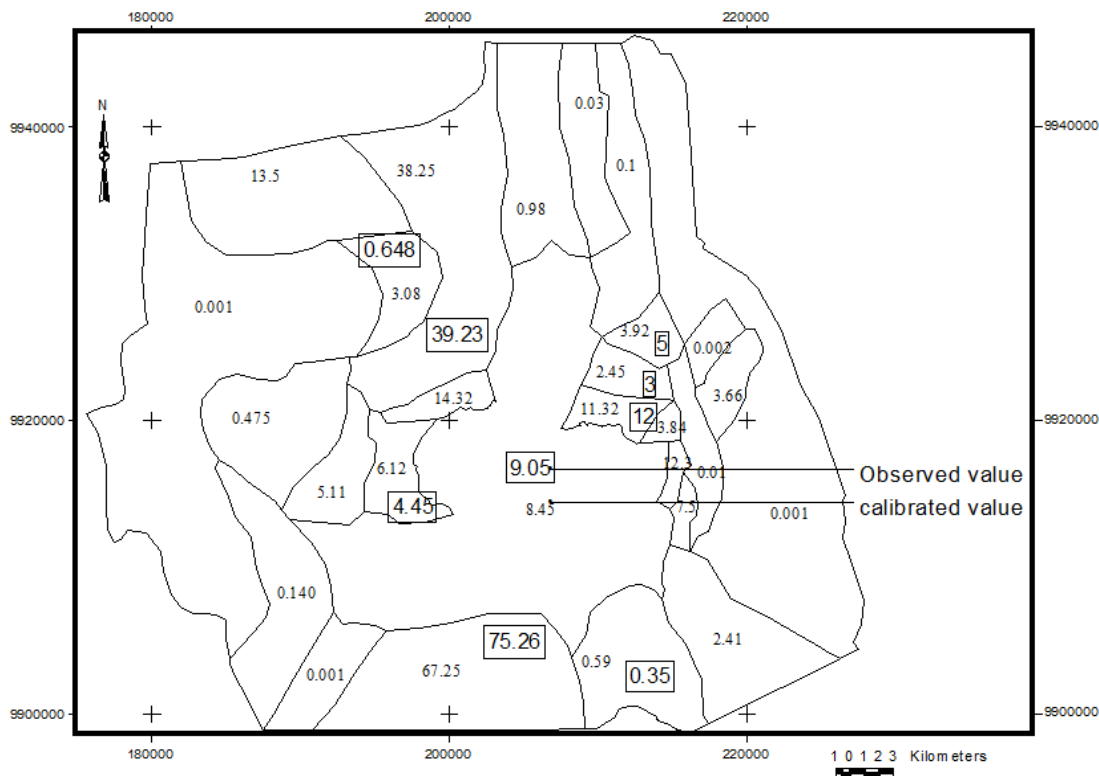 180000 200000 220000
N
9940000 9940000
0.03
13.5 38.25 0.1
0.98
0.648
0.001 3.08
39.23 3.92 5 0.002
2.45 3 3.66
14.32
0.475 11.32 12 3.84
9920000 9920000
6.12 9.05 12.3 0.01 Observed value
5.11 4.45 8.45 7.5 0.001 calibrated value
0.140
75.26 2.41
0.001 67.25 0.59 0.35
9900000 9900000
180000 200000 220000
1 0 1 2 3 Kilometers